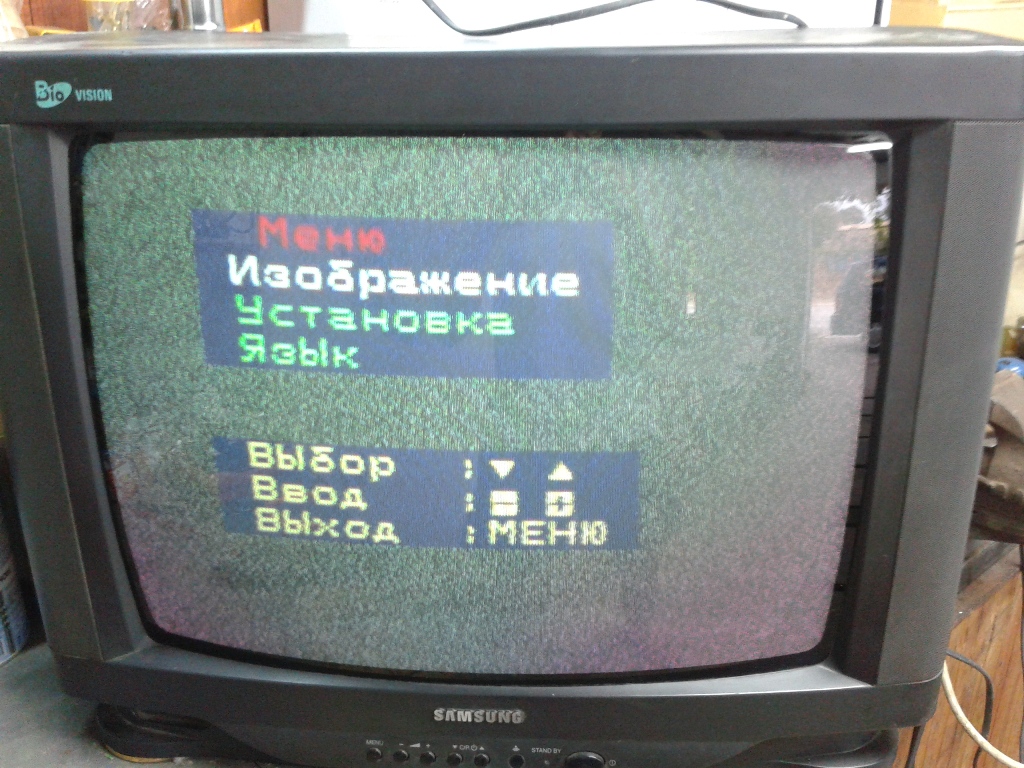 Bio VISION
Меню
Изображение
Установка
Язык
Выбор : ▼ ▲
Ввод : - +
Выход : МЕНЮ
SAMSUNG
MENU - + ▼ C/P ▲ STAND BY